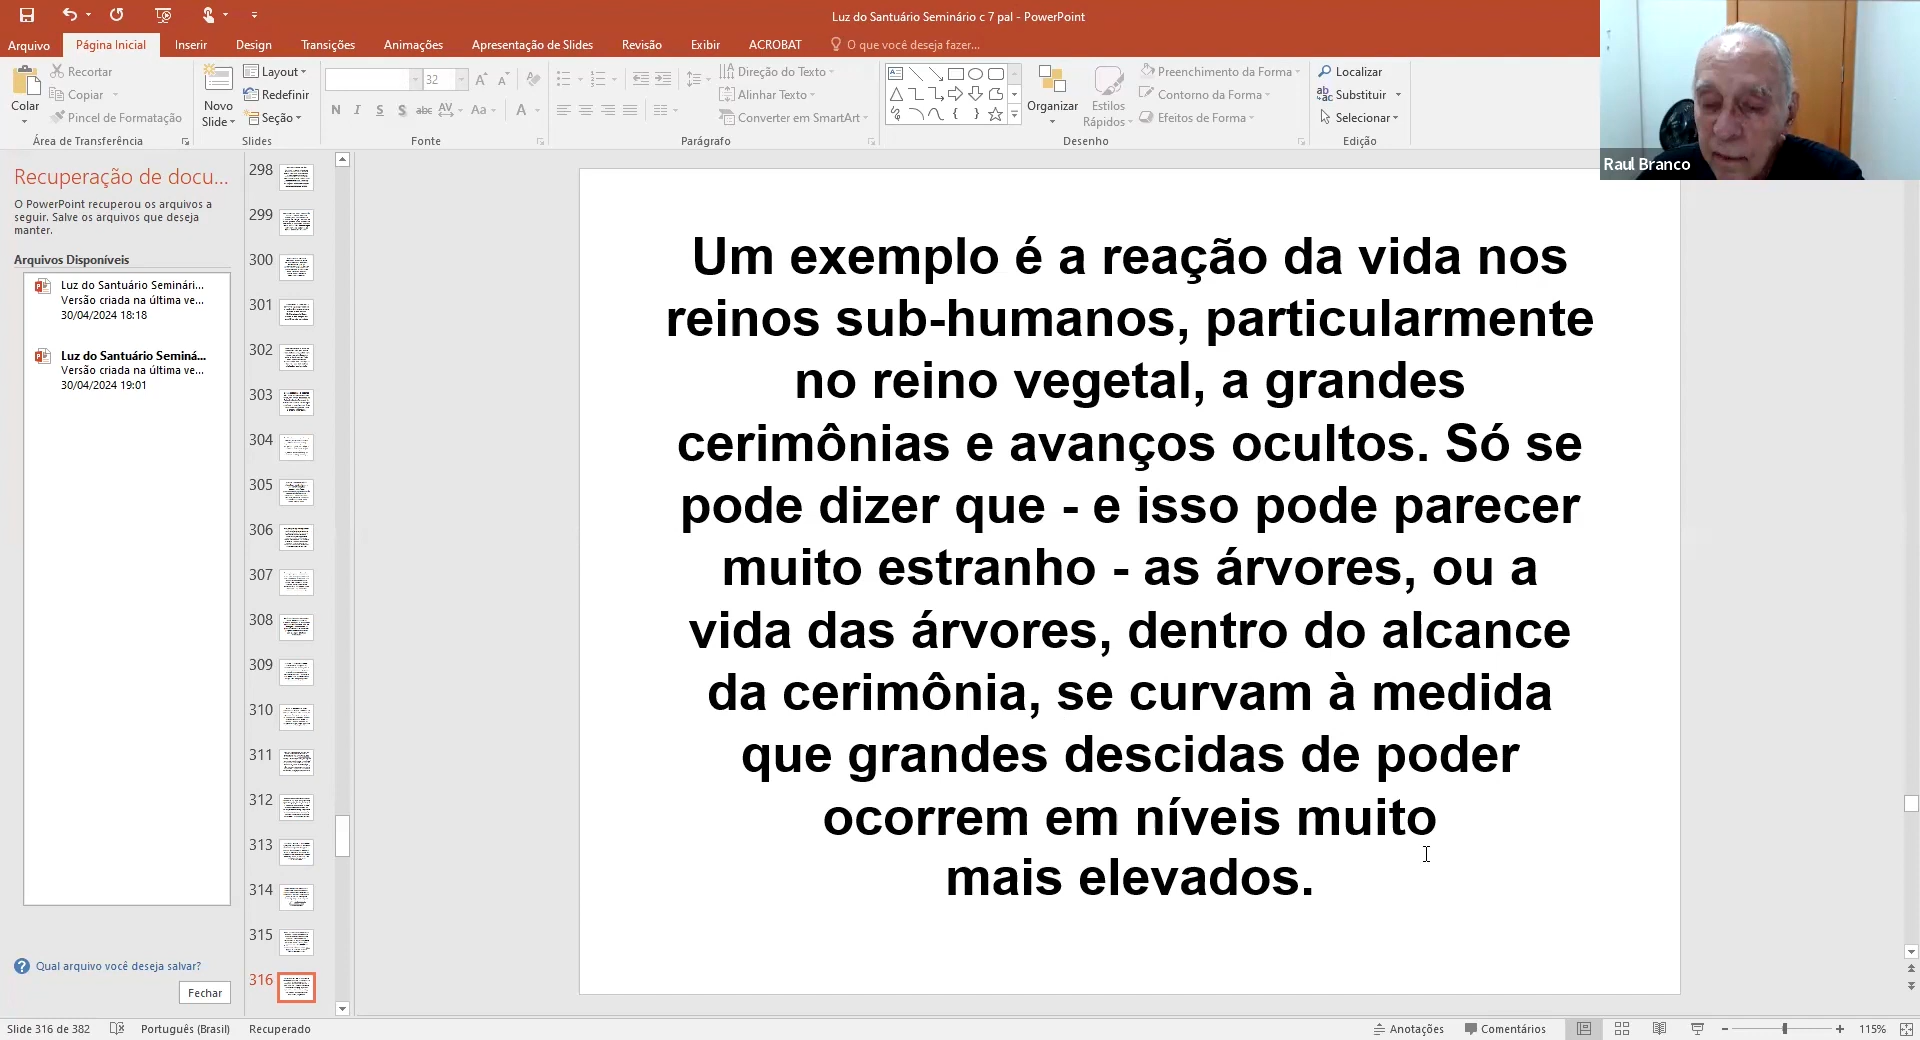 Luz do Santuário Seminário c 7 pal - PowerPoint
Arquivo Página Inicial Inserir Design Transições Animações Apresentação de Slides Revisão Exibir ACROBAT O que você deseja fazer...
Colar
Recortar
Copiar
Pincel de Formatação
Área de Transferência
Novo Slide
Layout
Redefinir
Seção
Slides
32
N I S S abc AV Aa A
Fonte
Direção do Texto
Alinhar Texto
Converter em SmartArt
Parágrafo
Organizar
Estilos Rápidos
Preenchimento da Forma
Contorno da Forma
Efeitos de Forma
Desenho
Localizar
Substituir
Selecionar
Edição
Raul Branco
Recuperação de docu...
O PowerPoint recuperou os arquivos a
seguir. Salve os arquivos que deseja
manter.
Arquivos Disponíveis
Luz do Santuário Seminári...
Versão criada na última ve...
30/04/2024 18:18
Luz do Santuário Seminá...
Versão criada na última ve...
30/04/2024 19:01
Qual arquivo você deseja salvar?
Fechar
298
299
300
301
302
303
304
305
306
307
308
309
310
311
312
313
314
315
316
Um exemplo é a reação da vida nos
reinos sub-humanos, particularmente
no reino vegetal, a grandes
cerimônias e avanços ocultos. Só se
pode dizer que - e isso pode parecer
muito estranho - as árvores, ou a
vida das árvores, dentro do alcance
da cerimônia, se curvam à medida
que grandes descidas de poder
ocorrem em níveis muito
mais elevados.
Slide 316 de 382 Português (Brasil) Recuperado Anotações Comentários 115%